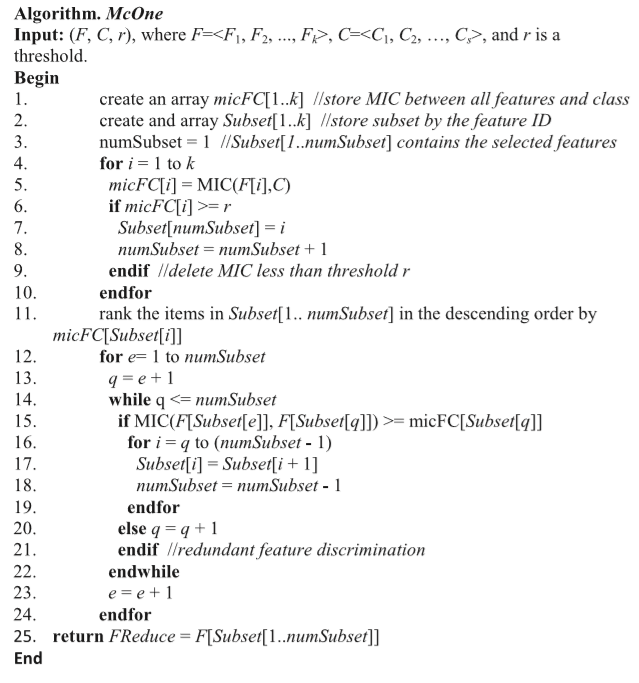 Algorithm. McOne
Input: (F, C, r), where F=<F1, F2, ..., Fk>, C=<C1, C2, …, Cs>, and r is a
threshold.
Begin
1. create an array micFC[1..k] //store MIC between all features and class
2. create and array Subset[1..k] //store subset by the feature ID
3. numSubset = 1 //Subset[1..numSubset] contains the selected features
4. for i = 1 to k
5. micFC[i] = MIC(F[i],C)
6. if micFC[i] >= r
7. Subset[numSubset] = i
8. numSubset = numSubset + 1
9. endif //delete MIC less than threshold r
10. endfor
11. rank the items in Subset[1.. numSubset] in the descending order by
micFC[Subset[i]]
12. for e= 1 to numSubset
13. q = e + 1
14. while q <= numSubset
15. if MIC(F[Subset[e]], F[Subset[q]]) >= micFC[Subset[q]]
16. for i = q to (numSubset - 1)
17. Subset[i] = Subset[i + 1]
18. numSubset = numSubset - 1
19. endfor
20. else q = q + 1
21. endif //redundant feature discrimination
22. endwhile
23. e = e + 1
24. endfor
25. return FReduce = F[Subset[1..numSubset]]
End